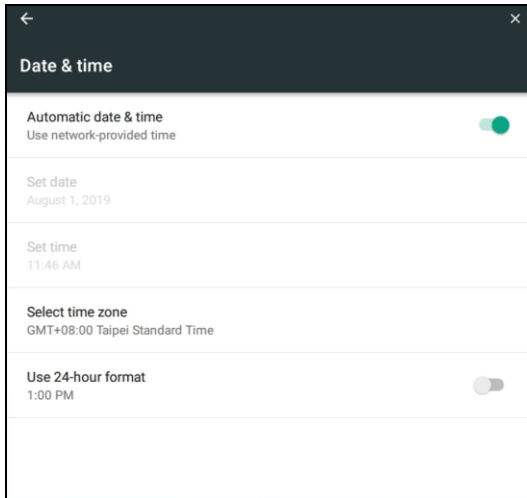 Date & time
Automatic date & time
Use network-provided time
Set date
August 1, 2019
Set time
11:46 AM
Select time zone
GMT+08:00 Taipei Standard Time
Use 24-hour format
1:00 PM